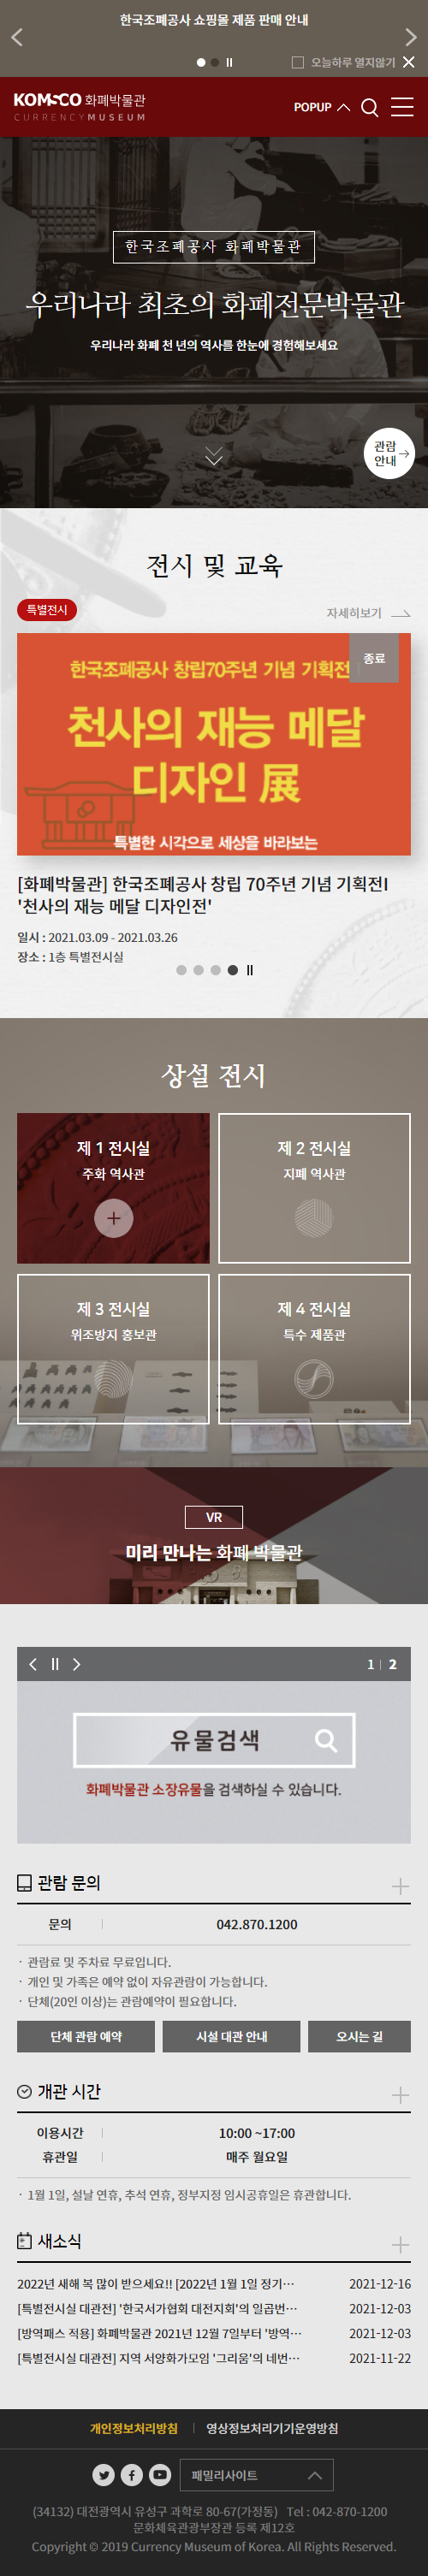 한국조폐공사 쇼핑몰 제품 판매 안내
오늘하루 열지않기
KOMSCO 화폐박물관
CURRENCY MUSEUM
POPUP
한국조폐공사 화폐박물관
우리나라 최초의 화폐전문박물관
우리나라 화폐 천 년의 역사를 한눈에 경험해보세요
관람
안내
전시 및 교육
특별전시
자세히보기
종료
한국조폐공사 창립70주년 기념 기획전
천사의 재능 메달
디자인 展
특별한 시각으로 세상을 바라보는
[화폐박물관] 한국조폐공사 창립 70주년 기념 기획전I
'천사의 재능 메달 디자인전'
일시 : 2021.03.09 - 2021.03.26
장소 : 1층 특별전시실
상설 전시
제 1 전시실
주화 역사관
제 2 전시실
지폐 역사관
제 3 전시실
위조방지 홍보관
제 4 전시실
특수 제품관
VR
미리 만나는 화폐 박물관
1 | 2
유물검색
화폐박물관 소장유물을 검색하실 수 있습니다.
관람 문의
문의 042.870.1200
· 관람료 및 주차료 무료입니다.
· 개인 및 가족은 예약 없이 자유관람이 가능합니다.
· 단체(20인 이상)는 관람예약이 필요합니다.
단체 관람 예약 시설 대관 안내 오시는 길
개관 시간
이용시간 10:00 ~17:00
휴관일 매주 월요일
· 1월 1일, 설날 연휴, 추석 연휴, 정부지정 임시공휴일은 휴관합니다.
새소식
2022년 새해 복 많이 받으세요!! [2022년 1월 1일 정기… 2021-12-16
[특별전시실 대관전] '한국서가협회 대전지회'의 일곱번… 2021-12-03
[방역패스 적용] 화폐박물관 2021년 12월 7일부터 '방역… 2021-12-03
[특별전시실 대관전] 지역 서양화가모임 '그리움'의 네번… 2021-11-22
개인정보처리방침 영상정보처리기기운영방침
패밀리사이트
(34132) 대전광역시 유성구 과학로 80-67(가정동) Tel : 042-870-1200
문화체육관광부장관 등록 제12호
Copyright © 2019 Currency Museum of Korea. All Rights Reserved.